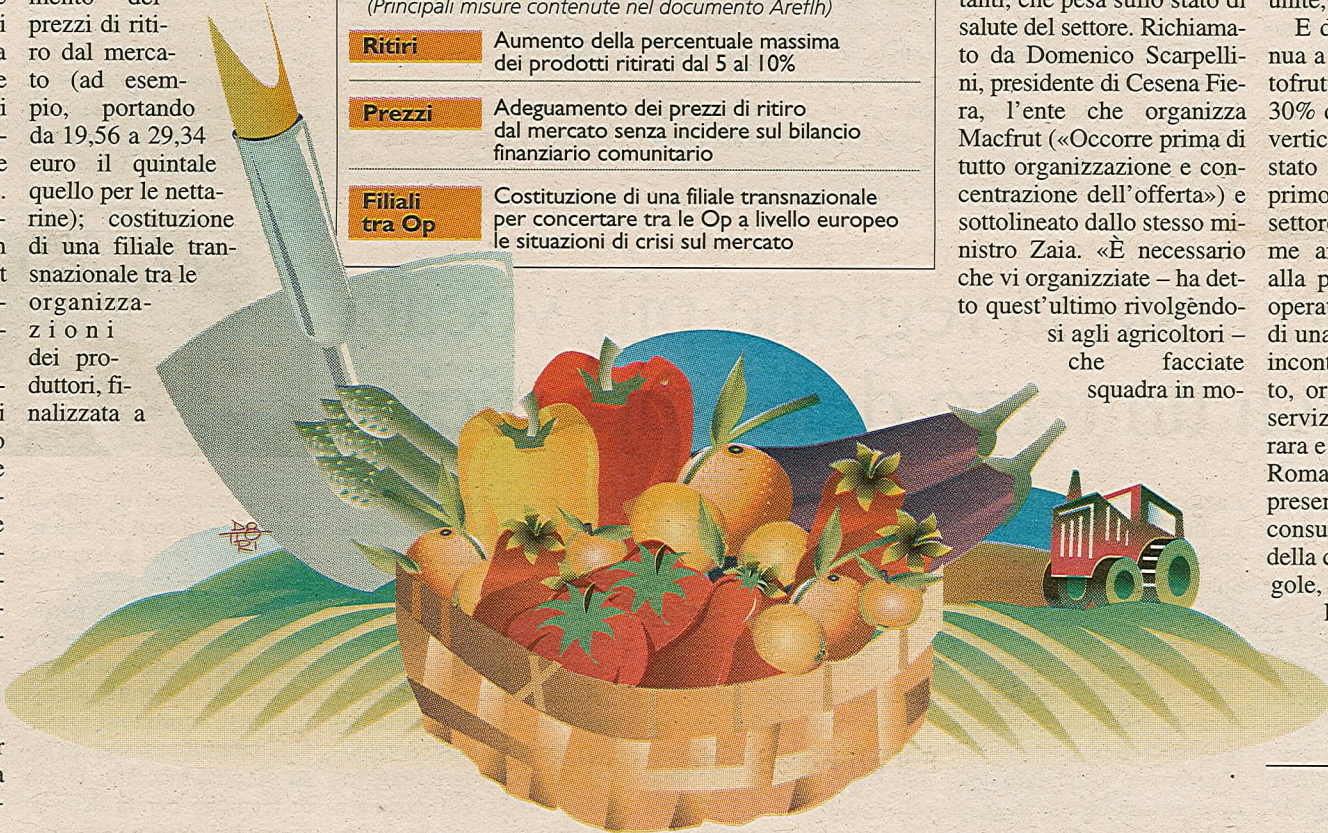 prezzi di riti-
ro dal merca-
to (ad esem-
pio, portando
da 19,56 a 29,34
euro il quintale
quello per le netta-
rine); costituzione
di una filiale tran-
snazionale tra le
organizza-
zioni
dei pro-
duttori, fi-
nalizzata a
(Principali misure contenute nel documento Areflh)
Ritiri
Aumento della percentuale massima
dei prodotti ritirati dal 5 al 10%
Prezzi
Adeguamento dei prezzi di ritiro
dal mercato senza incidere sul bilancio
finanziario comunitario
Filiali
tra Op
Costituzione di una filiale transnazionale
per concertare tra le Op a livello europeo
le situazioni di crisi sul mercato
tanti, che pesa sullo stato di
salute del settore. Richiama-
to da Domenico Scarpelli-
ni, presidente di Cesena Fie-
ra, l'ente che organizza
Macfrut («Occorre prima di
tutto organizzazione e con-
centrazione dell'offerta») e
sottolineato dallo stesso mi-
nistro Zaia. «È necessario
che vi organizziate – ha det-
to quest'ultimo rivolgendo-
si agli agricoltori –
che facciate
squadra in mo-
E d
nua a
tofrut
30%
vertic
stato
primo
settor
me a
alla p
operat
di una
incont
to, or
serviz
rara e
Roma
presen
consu
della c
gole,